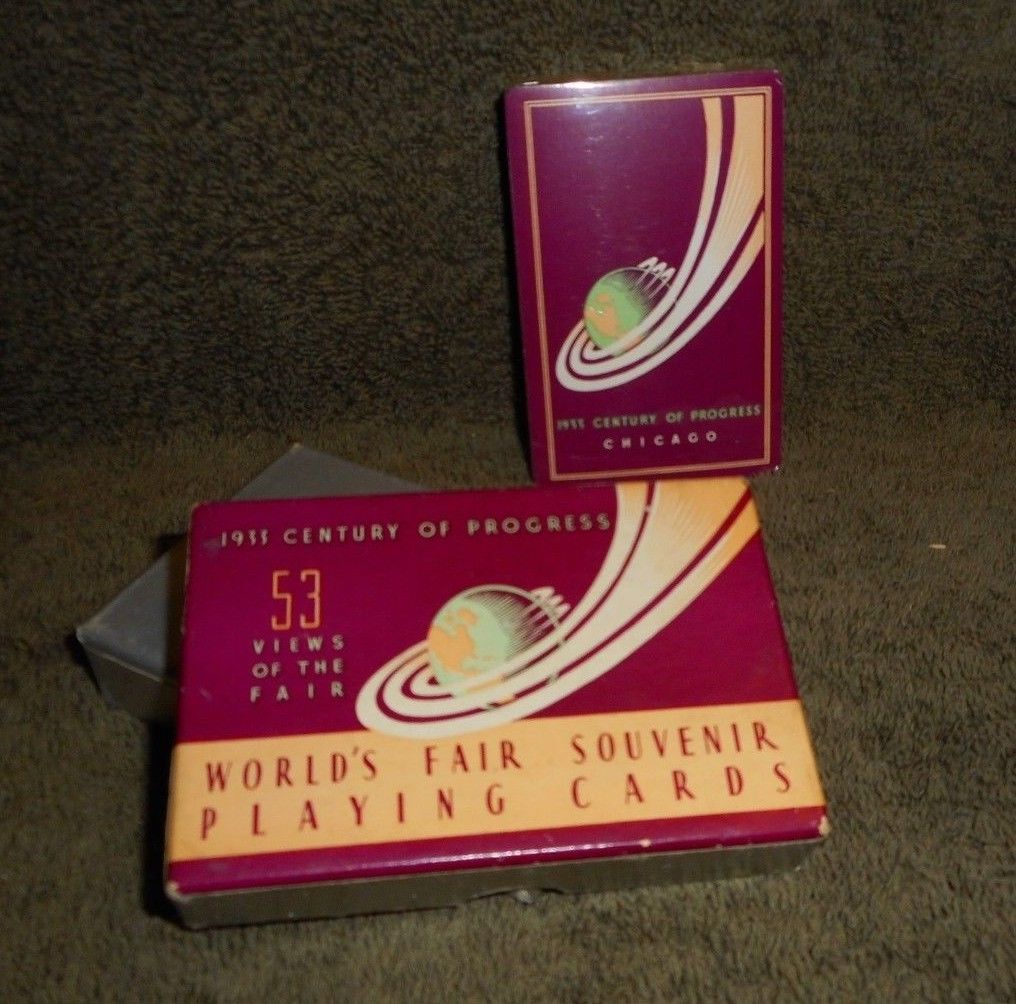 1933 CENTURY OF PROGRESS
CHICAGO
1933 CENTURY OF PROGRESS
53
VIEWS
OF THE
FAIR
WORLD'S FAIR SOUVENIR
PLAYING CARDS